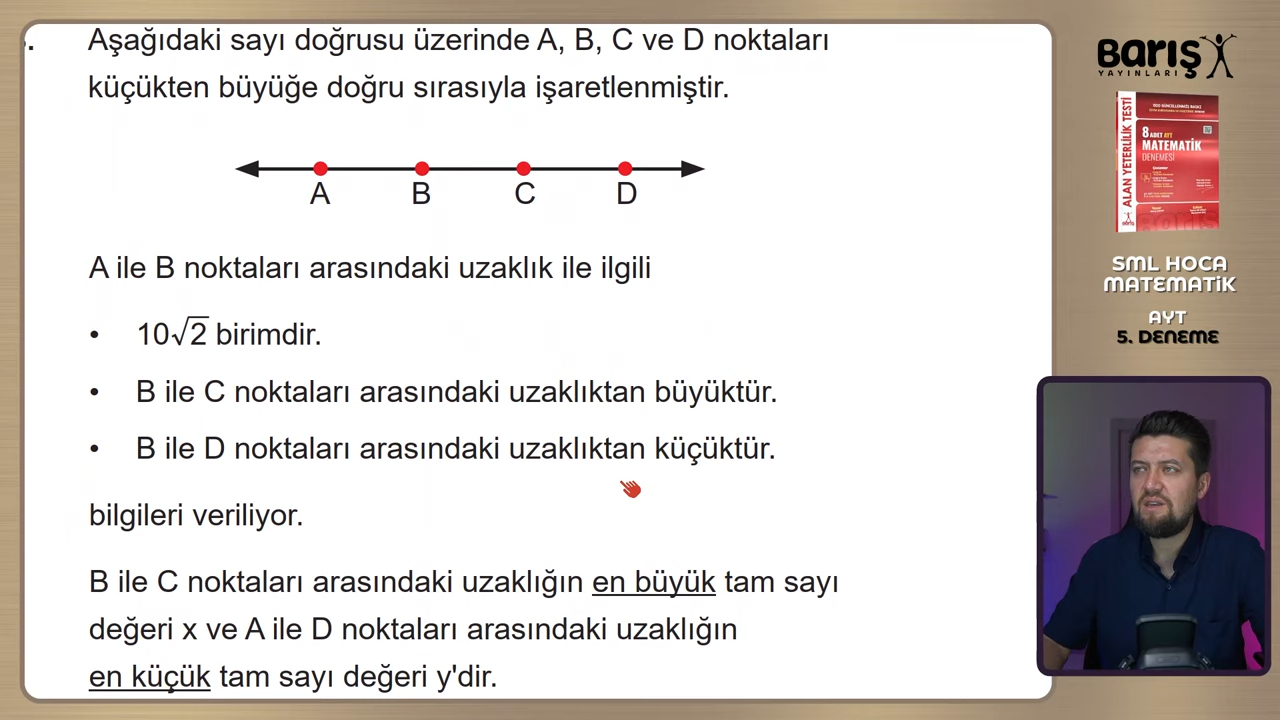 Aşağıdaki sayı doğrusu üzerinde A, B, C ve D noktaları
küçükten büyüğe doğru sırasıyla işaretlenmiştir.
A B C D
A ile B noktaları arasındaki uzaklık ile ilgili
• 10√2 birimdir.
• B ile C noktaları arasındaki uzaklıktan büyüktür.
• B ile D noktaları arasındaki uzaklıktan küçüktür.
bilgileri veriliyor.
B ile C noktaları arasındaki uzaklığın en büyük tam sayı
değeri x ve A ile D noktaları arasındaki uzaklığın
en küçük tam sayı değeri y'dir.
Barış
YAYINLARI
ALAN YETERLİLİK TESTİ
8 ADET AYT
MATEMATİK
DENEMESİ
SML HOCA
MATEMATİK
AYT
5. DENEME